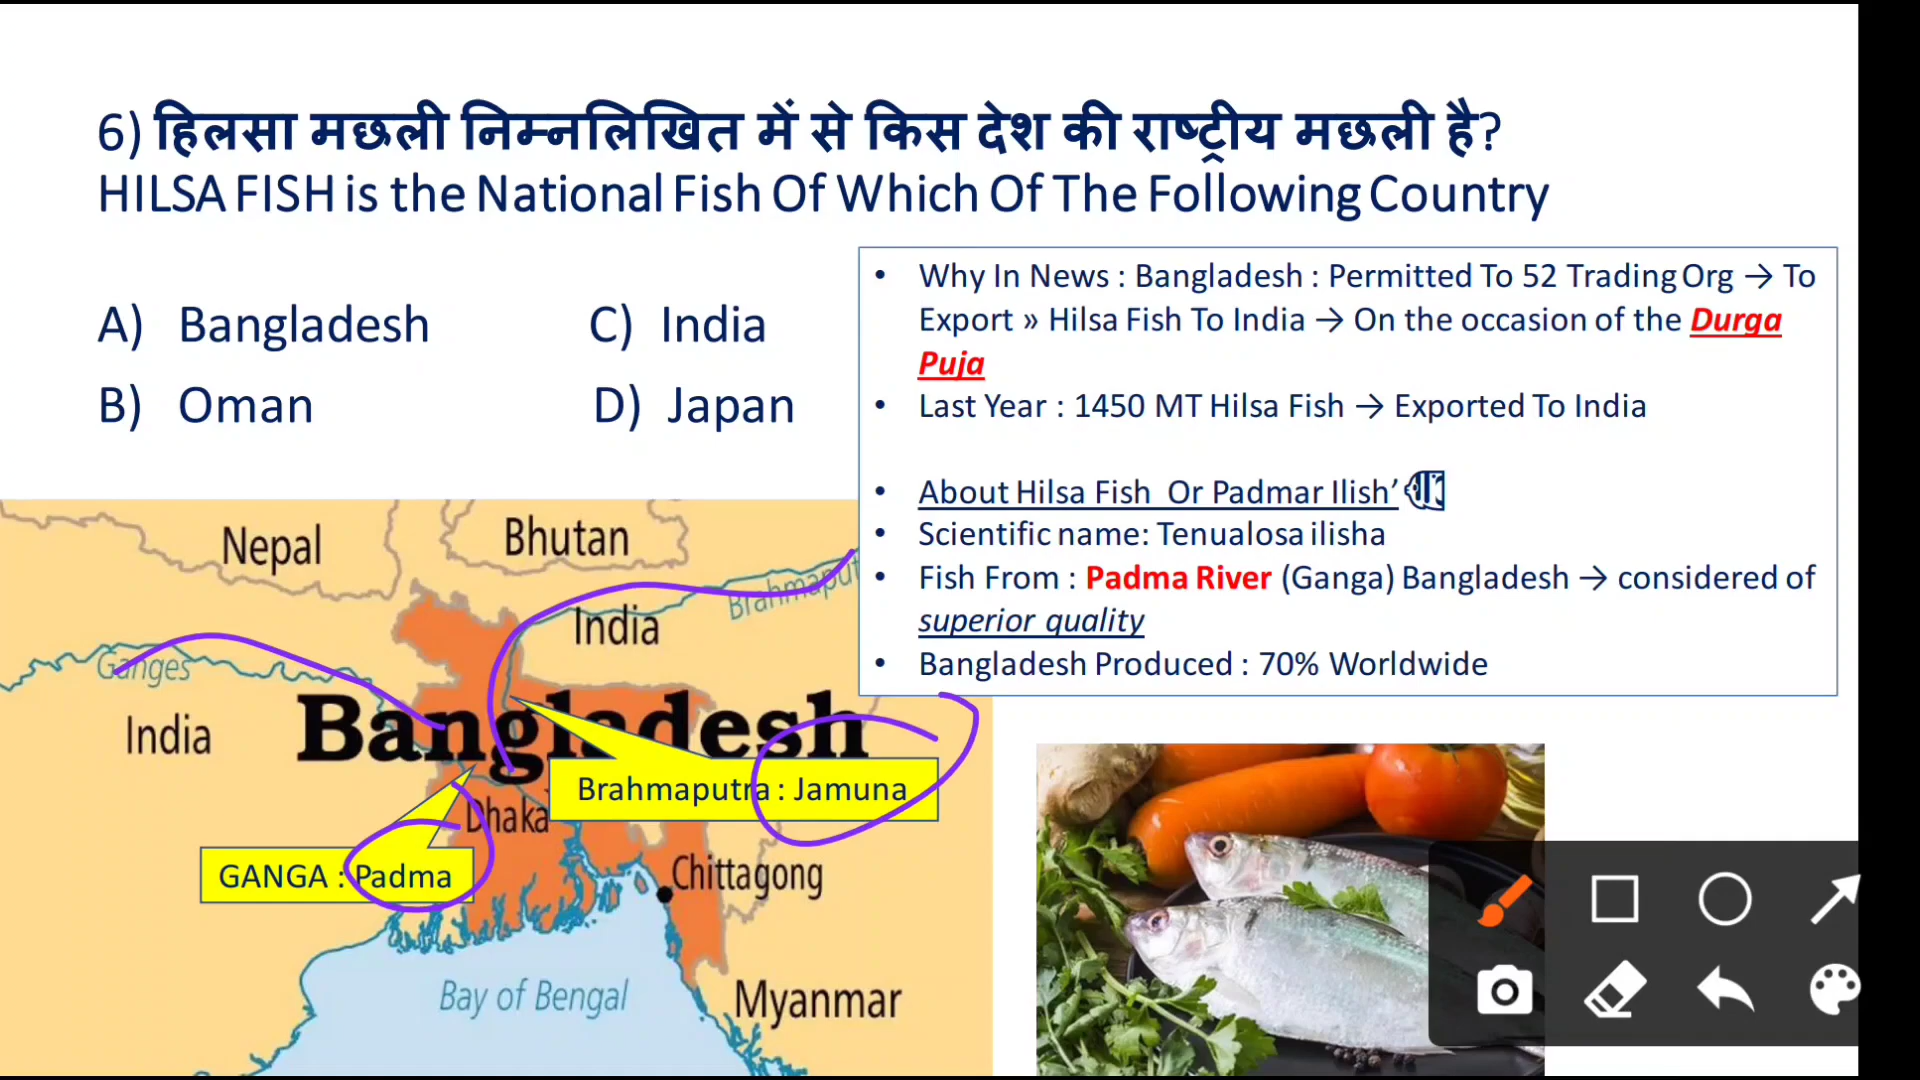 6) हिलसा मछली निम्नलिखित में से किस देश की राष्ट्रीय मछली है?
HILSA FISH is the National Fish Of Which Of The Following Country
A) Bangladesh
C) India
B) Oman
D) Japan
• Why In News : Bangladesh : Permitted To 52 Trading Org → To
Export » Hilsa Fish To India → On the occasion of the Durga
Puja
• Last Year : 1450 MT Hilsa Fish → Exported To India
• About Hilsa Fish Or Padmar Ilish’
• Scientific name: Tenualosa ilisha
• Fish From : Padma River (Ganga) Bangladesh → considered of
superior quality
• Bangladesh Produced : 70% Worldwide
Nepal
Bhutan
Brahmaput
India
Ganges
India
Bangladesh
Brahmaputra : Jamuna
Dhaka
GANGA : Padma
Chittagong
Bay of Bengal
Myanmar